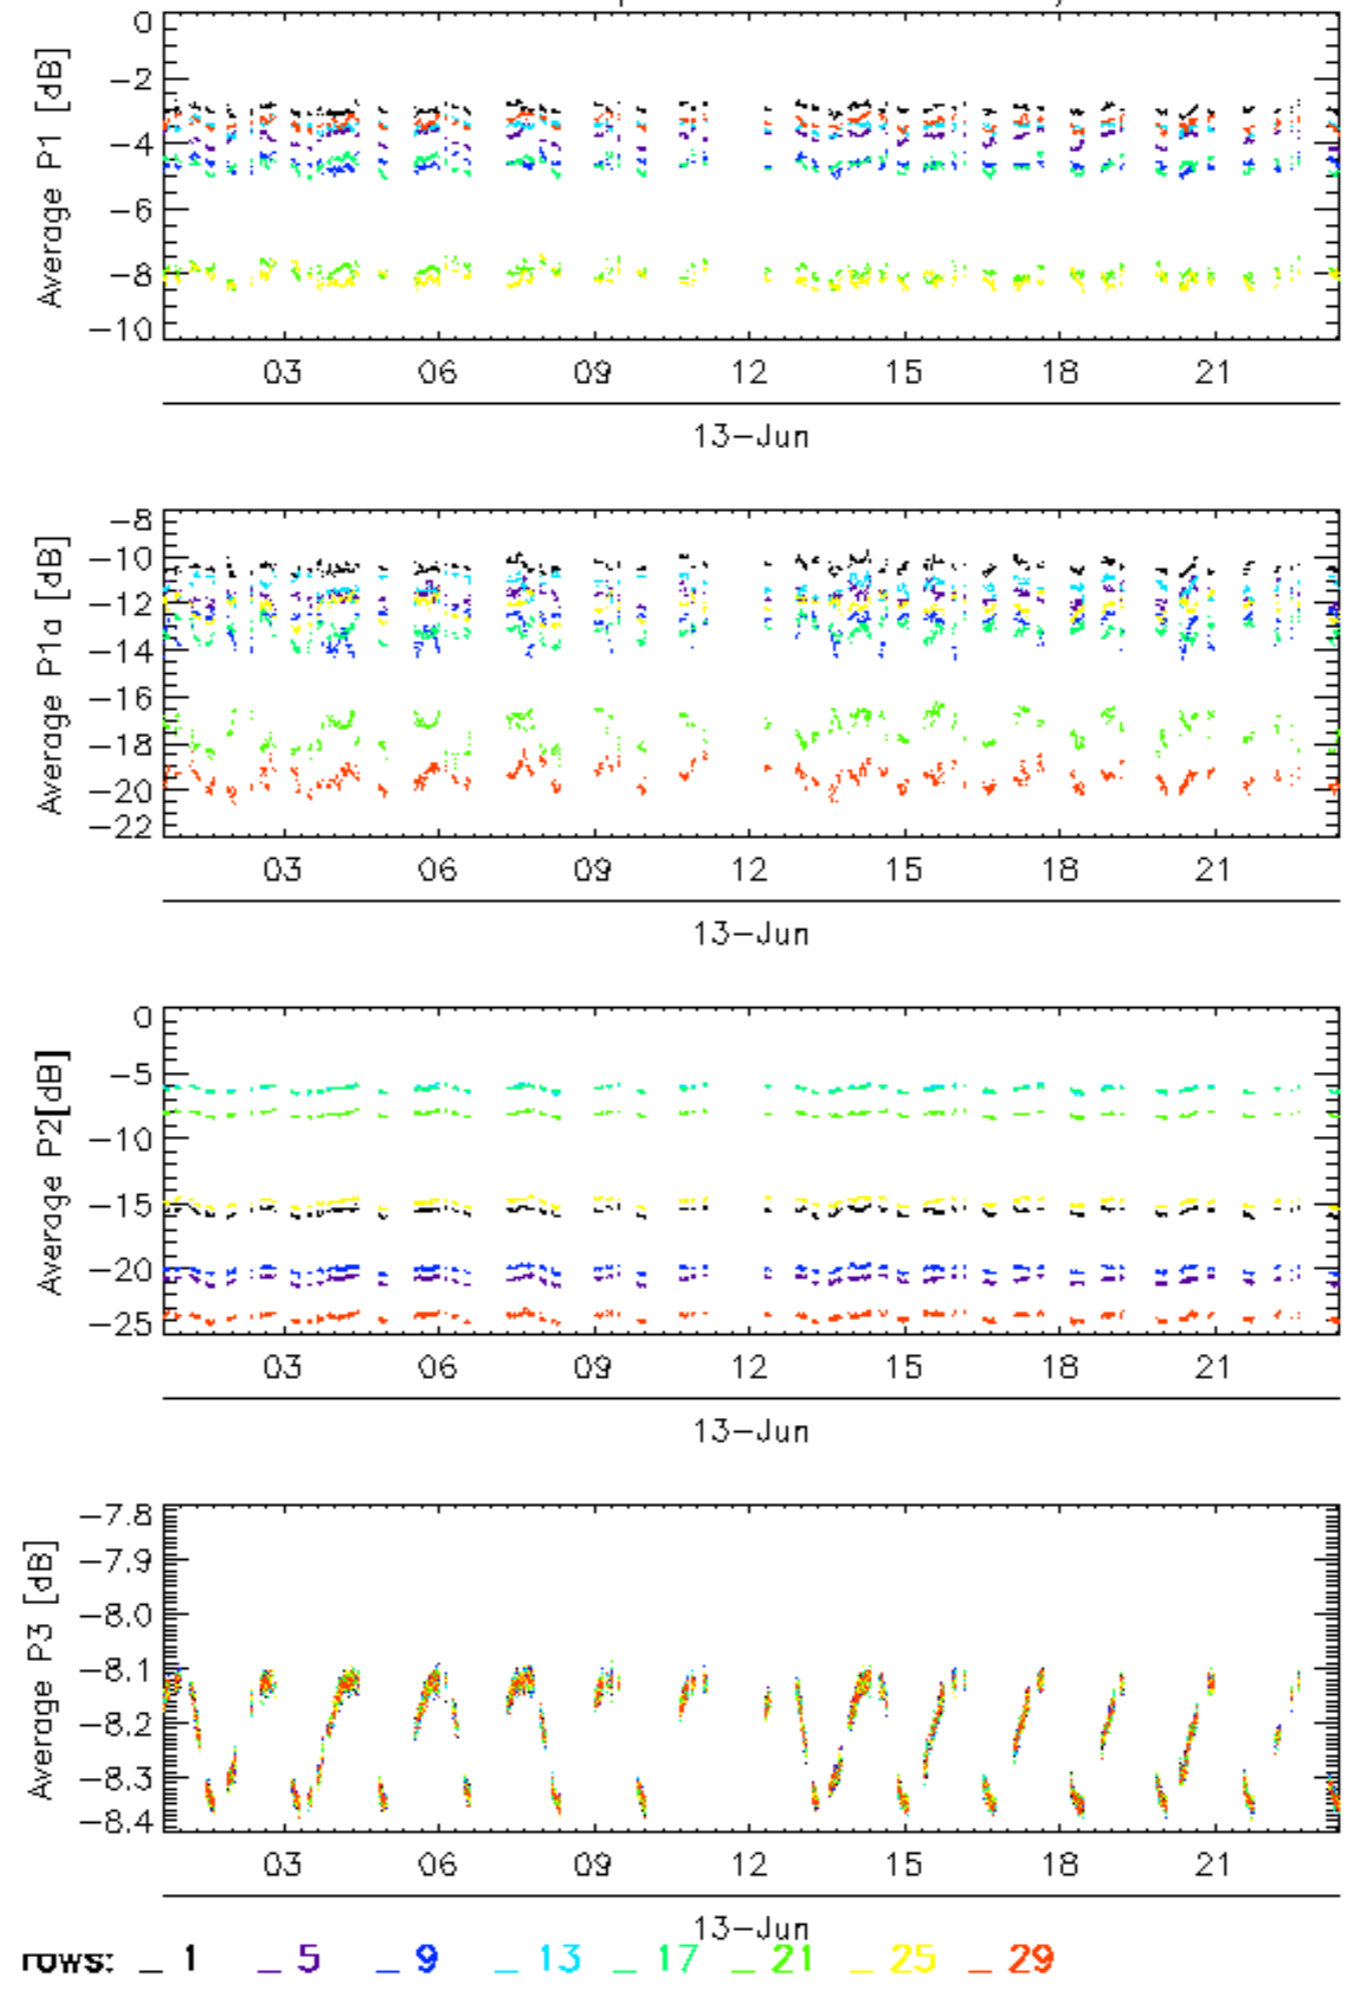 0
−2
−4
−6
−8
−10
Average P1 [dB]
03 06 09 12 15 18 21
13−Jun
−8
−10
−12
−14
−16
−18
−20
−22
Average P1a [dB]
03 06 09 12 15 18 21
13−Jun
0
−5
−10
−15
−20
−25
Average P2[dB]
03 06 09 12 15 18 21
13−Jun
−7.8
−7.9
−8.0
−8.1
−8.2
−8.3
−8.4
Average P3 [dB]
03 06 09 12 15 18 21
13−Jun
rows: _ 1 _ 5 _ 9 _ 13 _ 17 _ 21 _ 25 _ 29